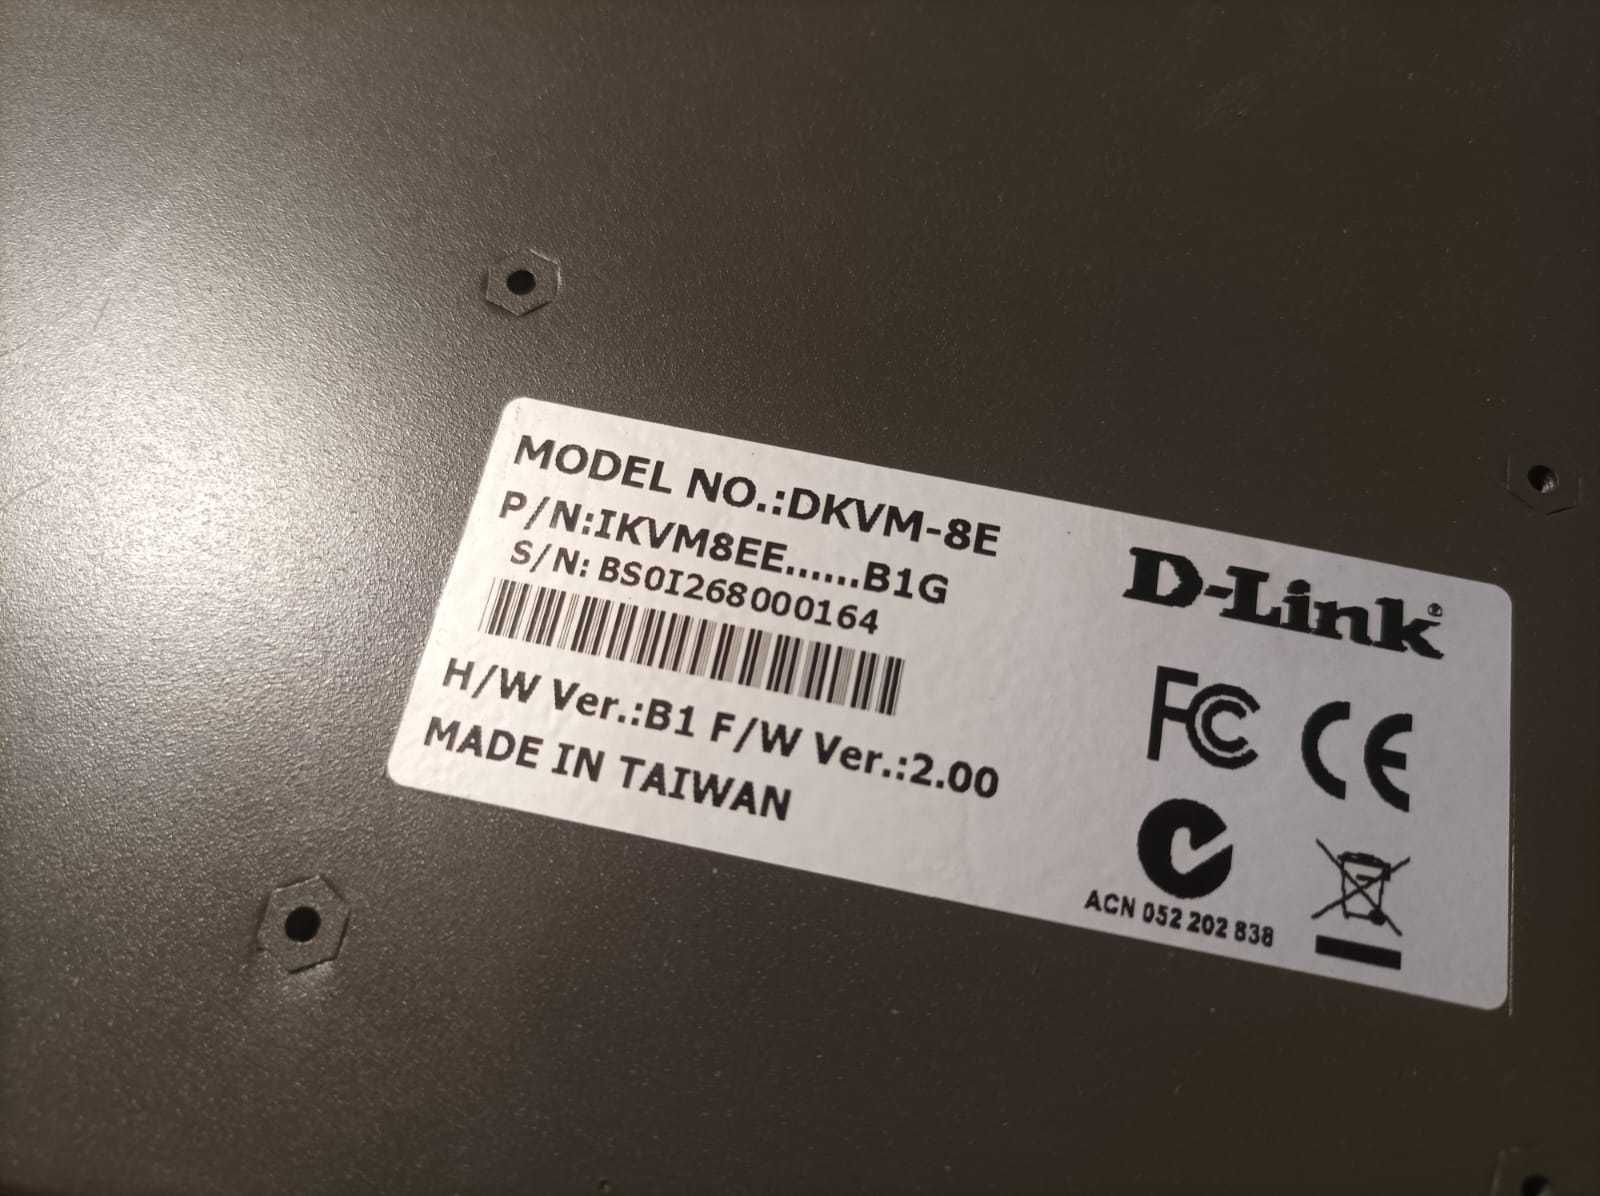 MODEL NO.:DKVM-8E
P/N:IKVM8EE......B1G
S/N: BS0I268000164
H/W Ver.:B1 F/W Ver.:2.00
MADE IN TAIWAN
D-Link®
FC
CE
ACN 052 202 838